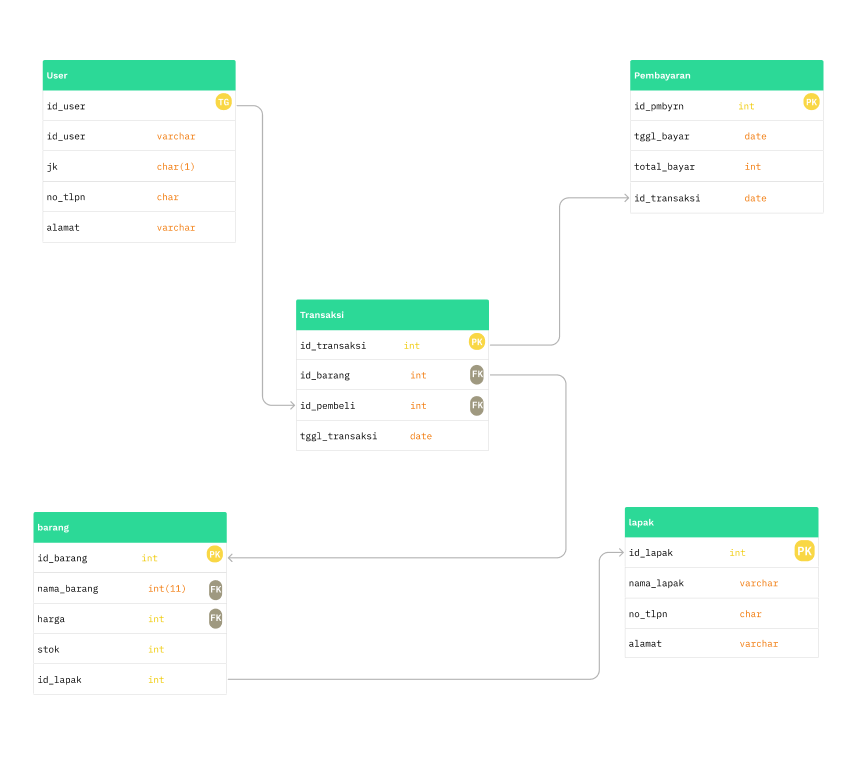 User
id_user TG
id_user varchar
jk char(1)
no_tlpn char
alamat varchar
Pembayaran
id_pmbyrn int PK
tggl_bayar date
total_bayar int
id_transaksi date
Transaksi
id_transaksi int PK
id_barang int FK
id_pembeli int FK
tggl_transaksi date
barang
id_barang int PK
nama_barang int(11) FK
harga int FK
stok int
id_lapak int
lapak
id_lapak int PK
nama_lapak varchar
no_tlpn char
alamat varchar